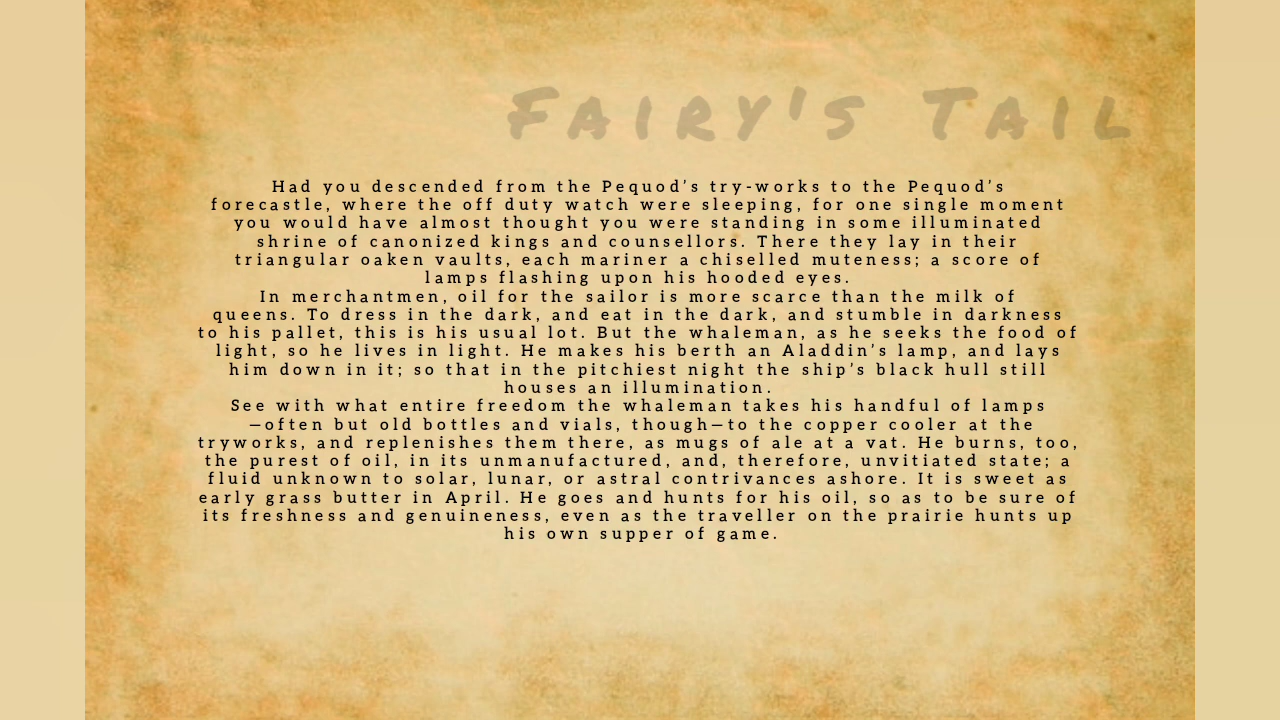 Fairy's Tail
Had you descended from the Pequod’s try-works to the Pequod’s
forecastle, where the off duty watch were sleeping, for one single moment
you would have almost thought you were standing in some illuminated
shrine of canonized kings and counsellors. There they lay in their
triangular oaken vaults, each mariner a chiselled muteness; a score of
lamps flashing upon his hooded eyes.
In merchantmen, oil for the sailor is more scarce than the milk of
queens. To dress in the dark, and eat in the dark, and stumble in darkness
to his pallet, this is his usual lot. But the whaleman, as he seeks the food of
light, so he lives in light. He makes his berth an Aladdin’s lamp, and lays
him down in it; so that in the pitchiest night the ship’s black hull still
houses an illumination.
See with what entire freedom the whaleman takes his handful of lamps
—often but old bottles and vials, though—to the copper cooler at the
tryworks, and replenishes them there, as mugs of ale at a vat. He burns, too,
the purest of oil, in its unmanufactured, and, therefore, unvitiated state; a
fluid unknown to solar, lunar, or astral contrivances ashore. It is sweet as
early grass butter in April. He goes and hunts for his oil, so as to be sure of
its freshness and genuineness, even as the traveller on the prairie hunts up
his own supper of game.